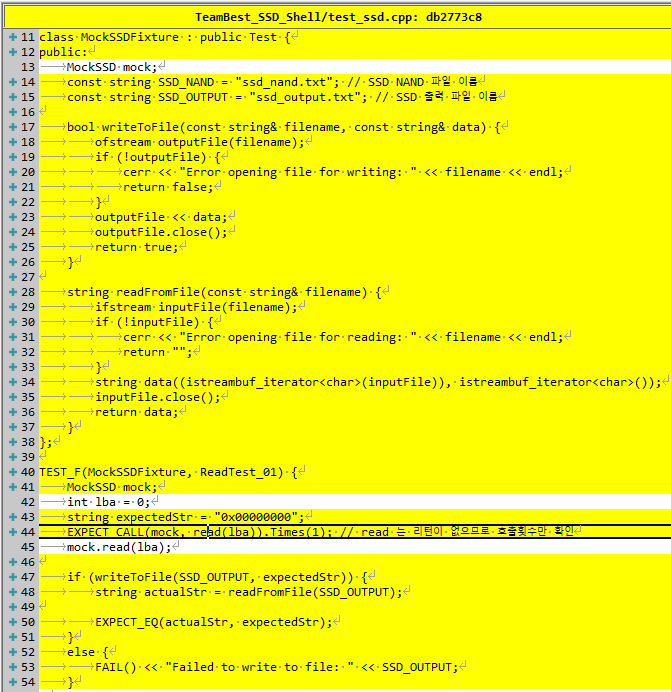 TeamBest_SSD_Shell/test_ssd.cpp: db2773c8
11 class MockSSDFixture : public Test {
12 public:
13 MockSSD mock;
14 const string SSD_NAND = "ssd_nand.txt"; // SSD NAND 파일 이름
15 const string SSD_OUTPUT = "ssd_output.txt"; // SSD 출력 파일 이름
16
17 bool writeToFile(const string& filename, const string& data) {
18 ofstream outputFile(filename);
19 if (!outputFile) {
20 cerr << "Error opening file for writing: " << filename << endl;
21 return false;
22 }
23 outputFile << data;
24 outputFile.close();
25 return true;
26 }
27
28 string readFromFile(const string& filename) {
29 ifstream inputFile(filename);
30 if (!inputFile) {
31 cerr << "Error opening file for reading: " << filename << endl;
32 return "";
33 }
34 string data((istreambuf_iterator<char>(inputFile)), istreambuf_iterator<char>());
35 inputFile.close();
36 return data;
37 }
38 };
39
40 TEST_F(MockSSDFixture, ReadTest_01) {
41 MockSSD mock;
42 int lba = 0;
43 string expectedStr = "0x00000000";
44 EXPECT_CALL(mock, read(lba)).Times(1); // read 는 리턴이 없으므로 호출횟수만 확인
45 mock.read(lba);
46
47 if (writeToFile(SSD_OUTPUT, expectedStr)) {
48 string actualStr = readFromFile(SSD_OUTPUT);
49
50 EXPECT_EQ(actualStr, expectedStr);
51 }
52 else {
53 FAIL() << "Failed to write to file: " << SSD_OUTPUT;
54 }